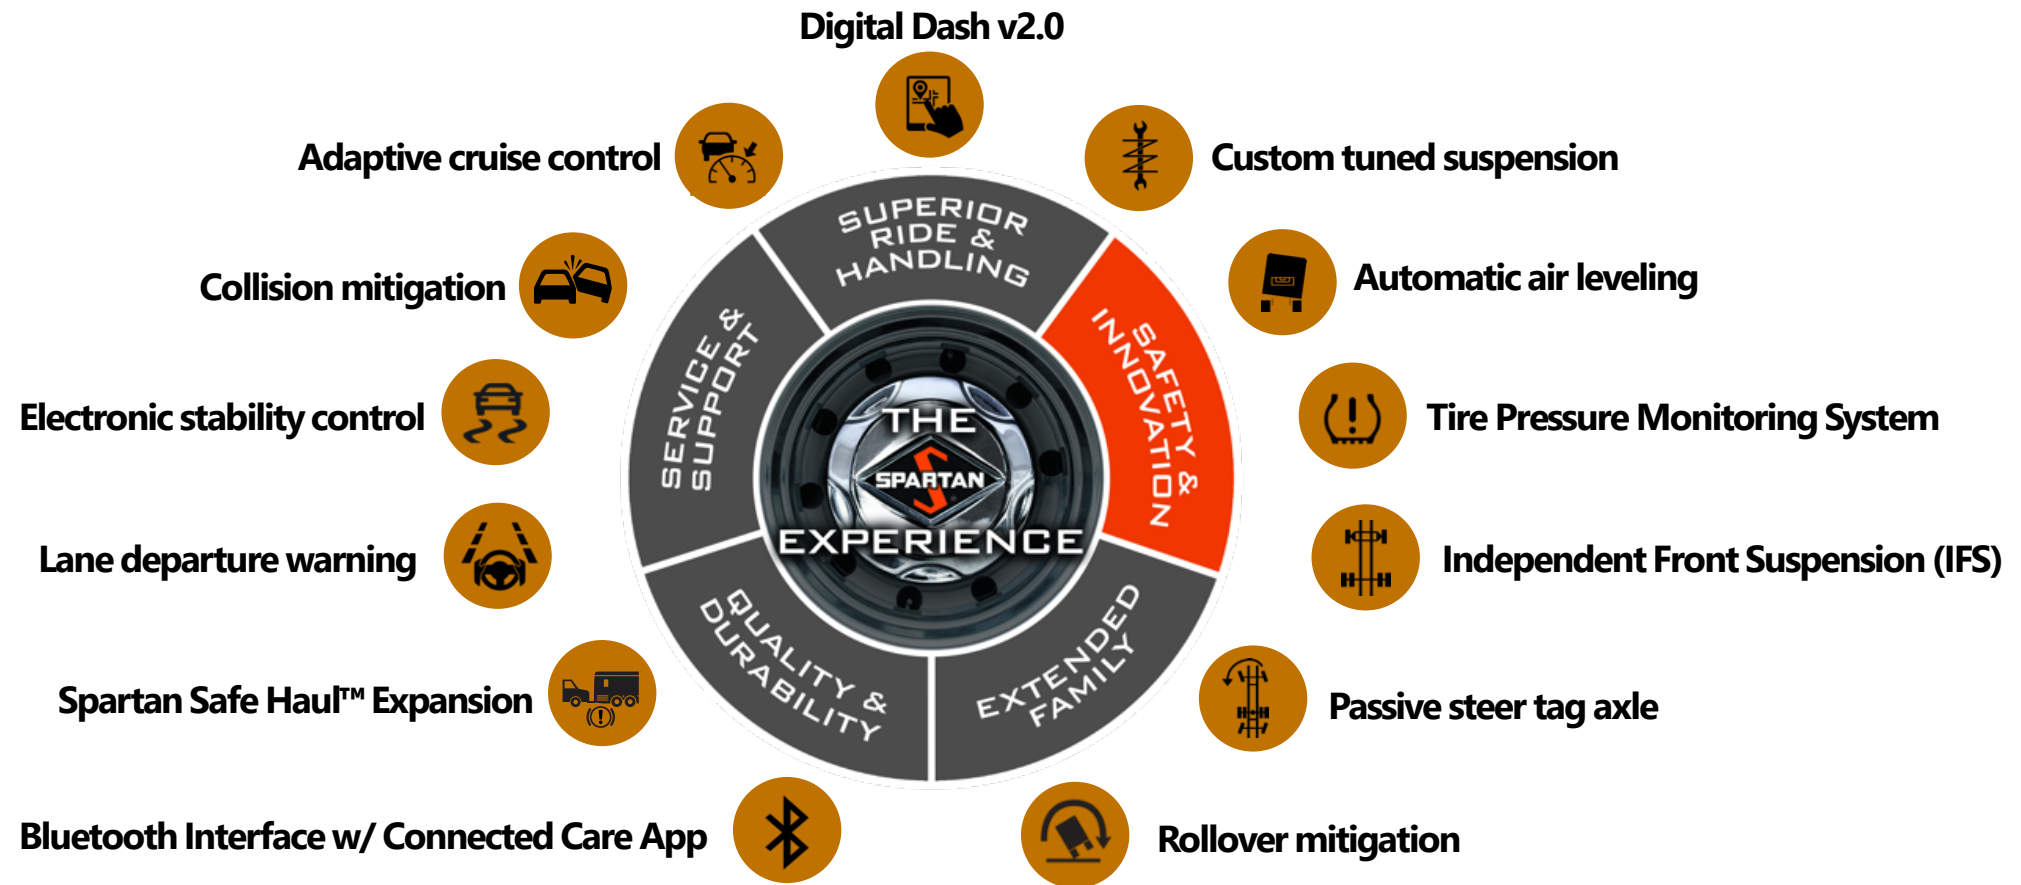 Digital Dash v2.0
Adaptive cruise control
Custom tuned suspension
Collision mitigation
Automatic air leveling
Electronic stability control
Tire Pressure Monitoring System
Lane departure warning
Independent Front Suspension (IFS)
Spartan Safe Haul™ Expansion
Passive steer tag axle
Bluetooth Interface w/ Connected Care App
Rollover mitigation
SUPERIOR
RIDE &
HANDLING
SAFETY &
INNOVATION
EXTENDED
FAMILY
QUALITY &
DURABILITY
SERVICE &
SUPPORT
THE
SPARTAN
EXPERIENCE